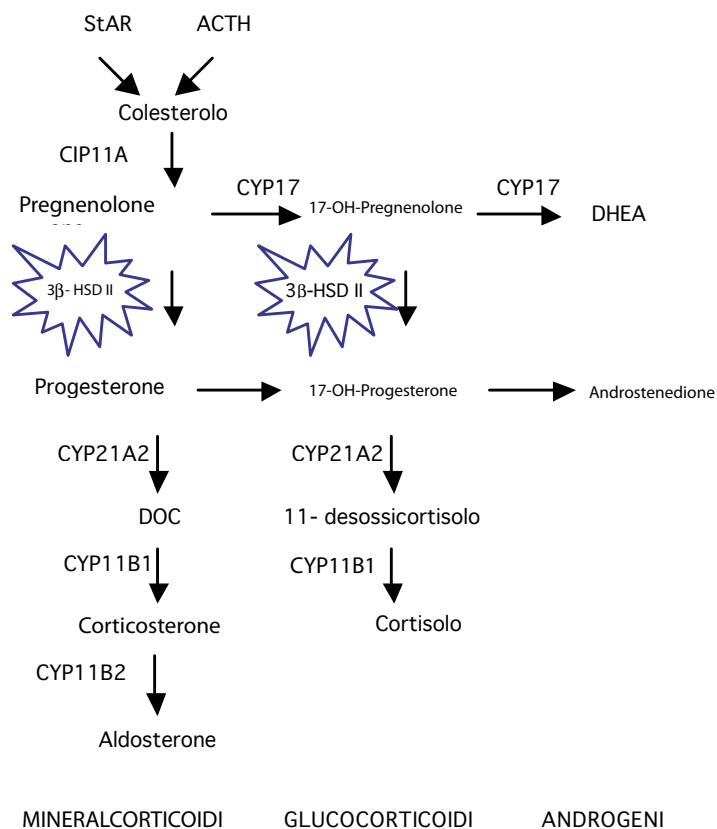 StAR ACTH
Colesterolo
CIP11A
CYP17 CYP17
Pregnenolone 17-OH-Pregnenolone DHEA
3β- HSD II 3β-HSD II
Progesterone 17-OH-Progesterone Androstenedione
CYP21A2 CYP21A2
DOC 11- desossicortisolo
CYP11B1 CYP11B1
Corticosterone Cortisolo
CYP11B2
Aldosterone
MINERALCORTICOIDI GLUCOCORTICOIDI ANDROGENI